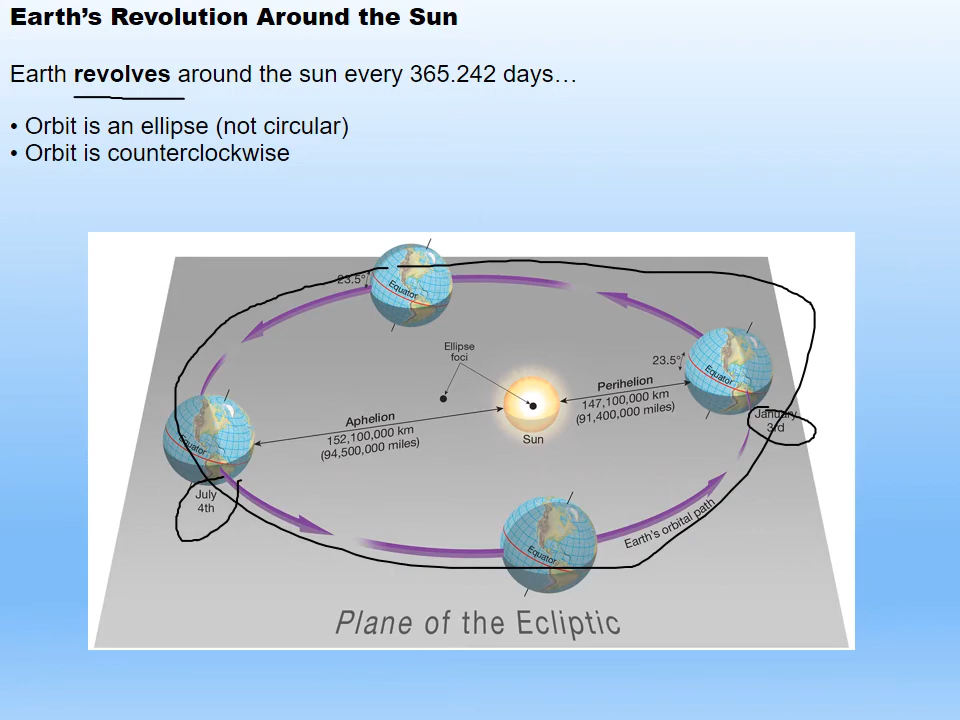 Earth's Revolution Around the Sun
Earth revolves around the sun every 365.242 days…
• Orbit is an ellipse (not circular)
• Orbit is counterclockwise
23.5°
Equator
Ellipse
foci
23.5°
Equator
Perihelion
147,100,000 km
(91,400,000 miles)
Aphelion
152,100,000 km
(94,500,000 miles)
Sun
January
3rd
Equator
July
4th
Equator
Earth's orbital path
Plane of the Ecliptic